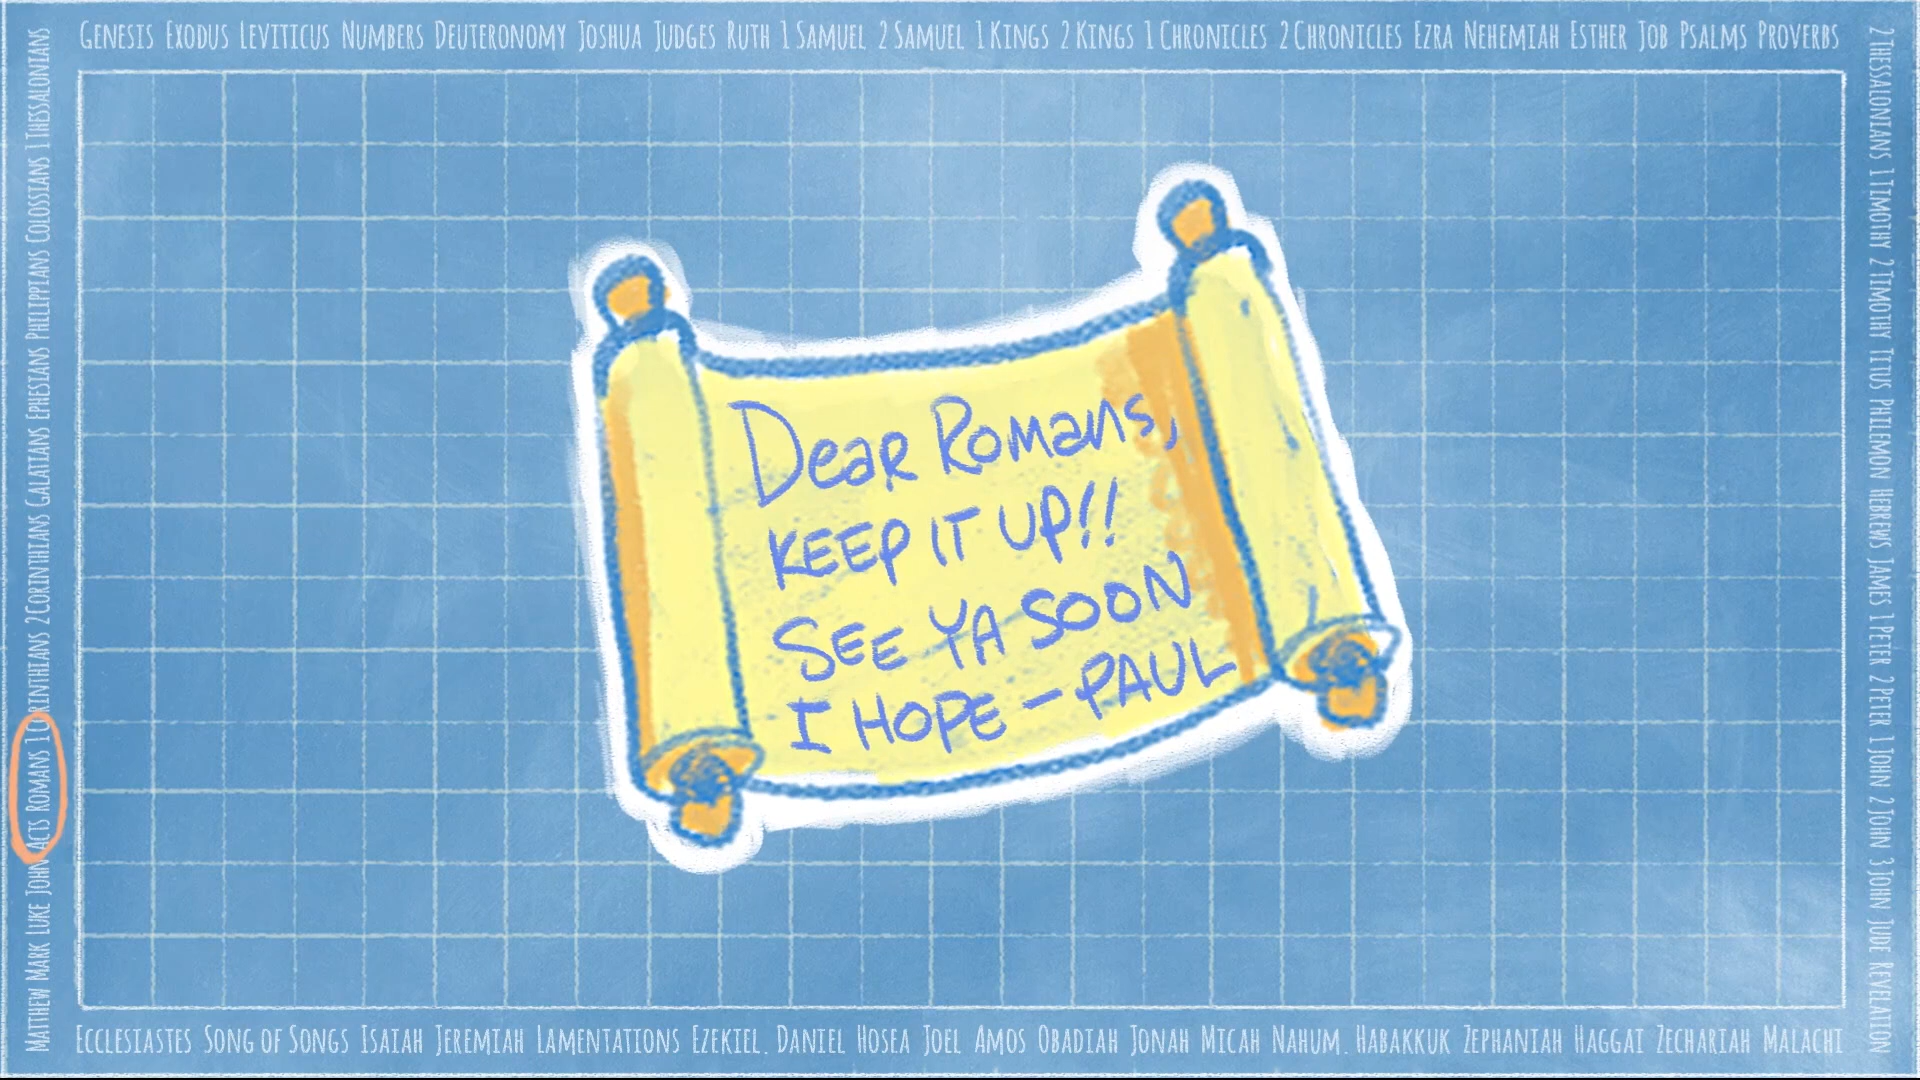 Genesis Exodus Leviticus Numbers Deuteronomy Joshua Judges Ruth 1 Samuel 2 Samuel 1 Kings 2 Kings 1 Chronicles 2 Chronicles Ezra Nehemiah Esther Job Psalms Proverbs
Matthew Mark Luke John Acts Romans 1 Corinthians 2 Corinthians Galatians Ephesians Philippians Colossians 1 Thessalonians
Dear Romans,
KEEP IT UP!!
SEE YA SOON
I HOPE – PAUL
2 Thessalonians 1 Timothy 2 Timothy Titus Philemon Hebrews James 1 Peter 2 Peter 1 John 2 John 3 John Jude Revelation
Ecclesiastes Song of Songs Isaiah Jeremiah Lamentations Ezekiel. Daniel Hosea Joel Amos Obadiah Jonah Micah Nahum. Habakkuk Zephaniah Haggai Zechariah Malachi